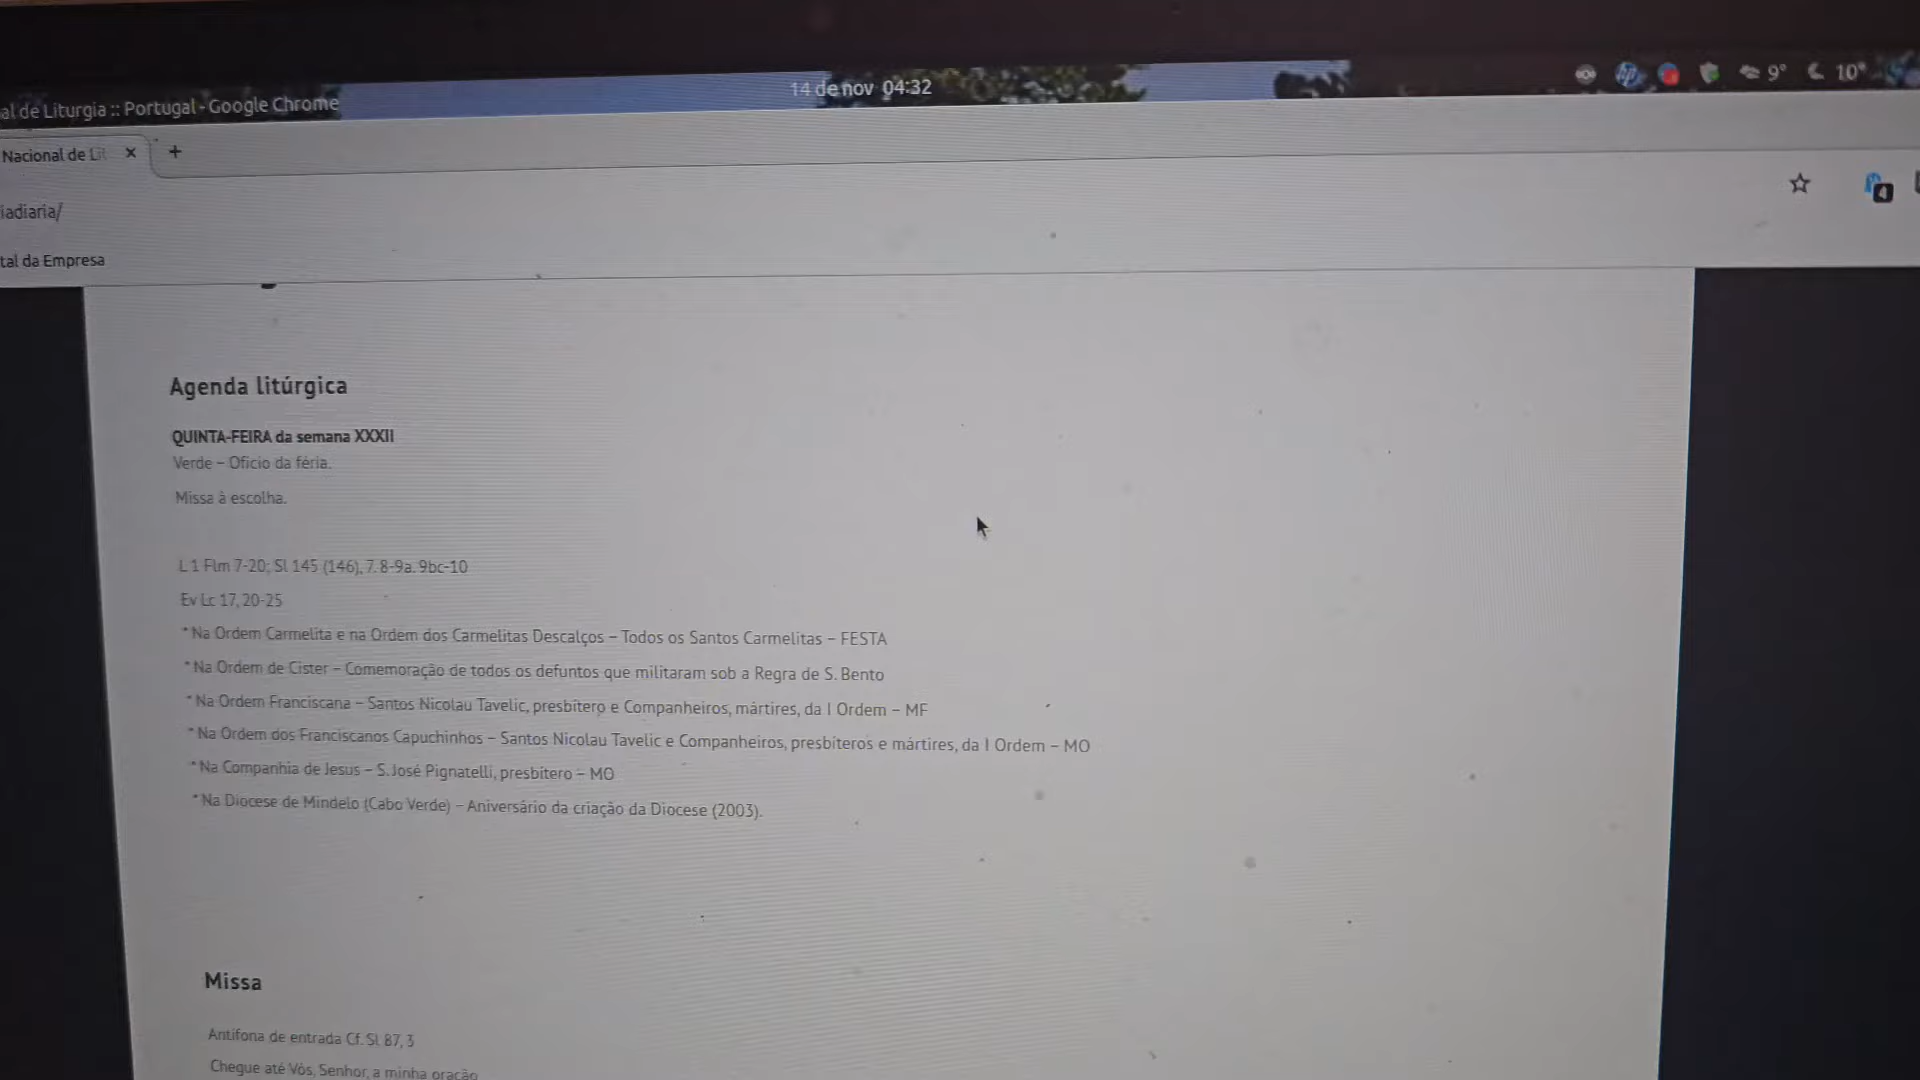 al de Liturgia :: Portugal - Google Chrome
14 de nov 04:32
9°
10°
Nacional de Lit
iadiaria/
4
tal da Empresa
Agenda litúrgica
QUINTA-FEIRA da semana XXXII
Verde – Ofício da féria.
Missa à escolha.
L 1 Flm 7-20; Sl 145 (146), 7. 8-9a. 9bc-10
Ev Lc 17, 20-25
* Na Ordem Carmelita e na Ordem dos Carmelitas Descalços – Todos os Santos Carmelitas – FESTA
* Na Ordem de Cister – Comemoração de todos os defuntos que militaram sob a Regra de S. Bento
* Na Ordem Franciscana – Santos Nicolau Tavelic, presbítero e Companheiros, mártires, da I Ordem – MF
* Na Ordem dos Franciscanos Capuchinhos – Santos Nicolau Tavelic e Companheiros, presbíteros e mártires, da I Ordem – MO
* Na Companhia de Jesus – S. José Pignatelli, presbítero – MO
* Na Diocese de Mindelo (Cabo Verde) – Aniversário da criação da Diocese (2003).
Missa
Antífona de entrada Cf. Sl 87, 3
Chegue até Vós, Senhor, a minha oração